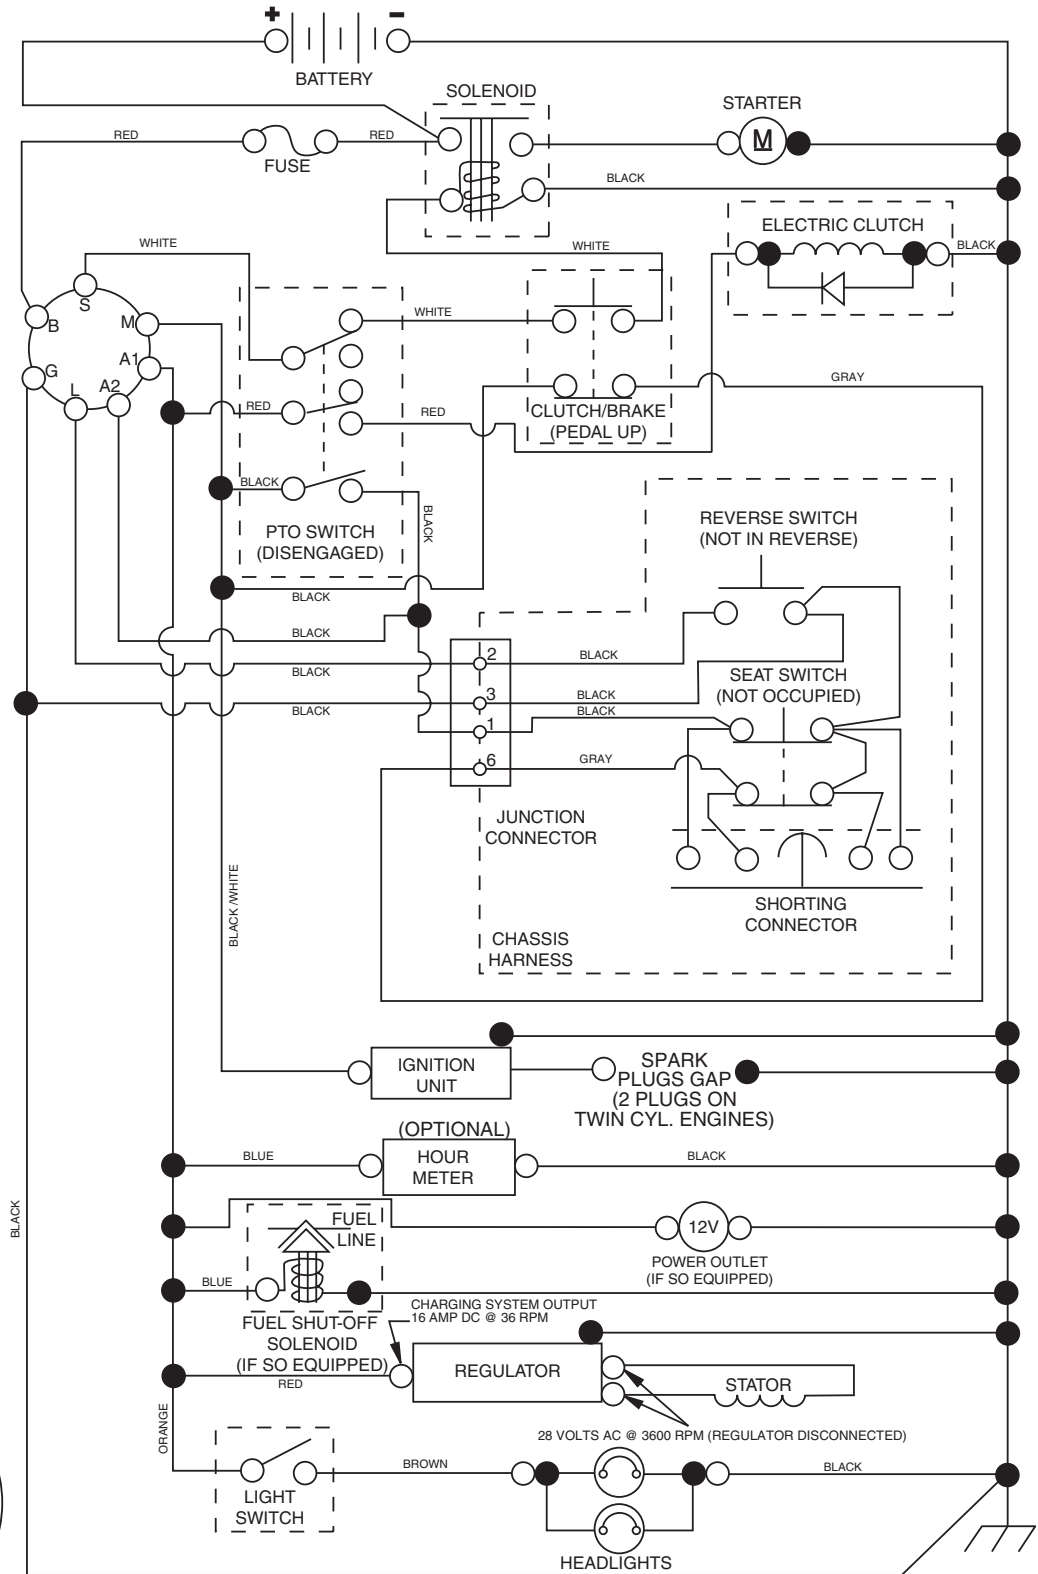 + -
BATTERY
SOLENOID
STARTER
RED
RED
M
FUSE
BLACK
ELECTRIC CLUTCH
WHITE
WHITE
BLACK
S
B
M
WHITE
A1
G
A2
L
GRAY
RED
RED
CLUTCH/BRAKE
(PEDAL UP)
BLACK
BLACK
PTO SWITCH
(DISENGAGED)
REVERSE SWITCH
(NOT IN REVERSE)
BLACK
BLACK
2
BLACK
BLACK
SEAT SWITCH
(NOT OCCUPIED)
3
BLACK
BLACK
1
BLACK
6
GRAY
JUNCTION
CONNECTOR
BLACK /WHITE
SHORTING
CONNECTOR
CHASSIS
HARNESS
IGNITION
UNIT
SPARK
PLUGS GAP
(2 PLUGS ON
TWIN CYL. ENGINES)
(OPTIONAL)
HOUR
METER
BLUE
BLACK
BLACK
FUEL
LINE
12V
POWER OUTLET
(IF SO EQUIPPED)
BLUE
CHARGING SYSTEM OUTPUT
16 AMP DC @ 36 RPM
FUEL SHUT-OFF
SOLENOID
(IF SO EQUIPPED)
RED
REGULATOR
STATOR
ORANGE
28 VOLTS AC @ 3600 RPM (REGULATOR DISCONNECTED)
BROWN
BLACK
LIGHT
SWITCH
HEADLIGHTS